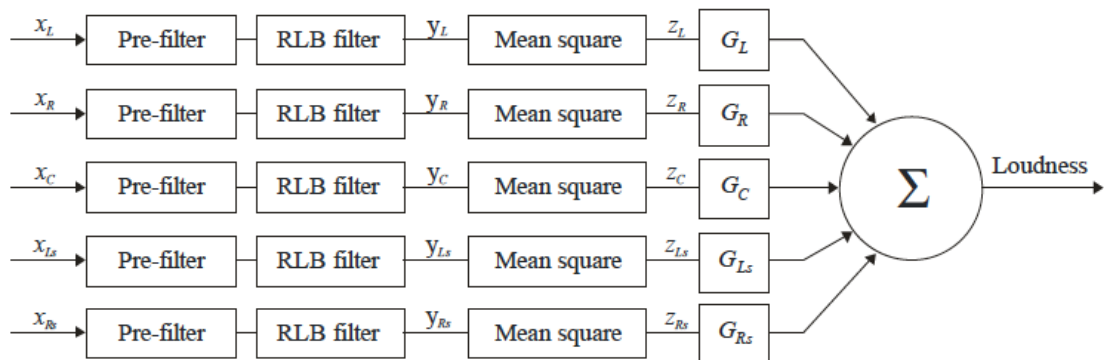 x_L Pre-filter RLB filter y_L Mean square z_L G_L
x_R Pre-filter RLB filter y_R Mean square z_R G_R
x_C Pre-filter RLB filter y_C Mean square z_C G_C
Σ
Loudness
x_Ls Pre-filter RLB filter y_Ls Mean square z_Ls G_Ls
x_Rs Pre-filter RLB filter y_Rs Mean square z_Rs G_Rs